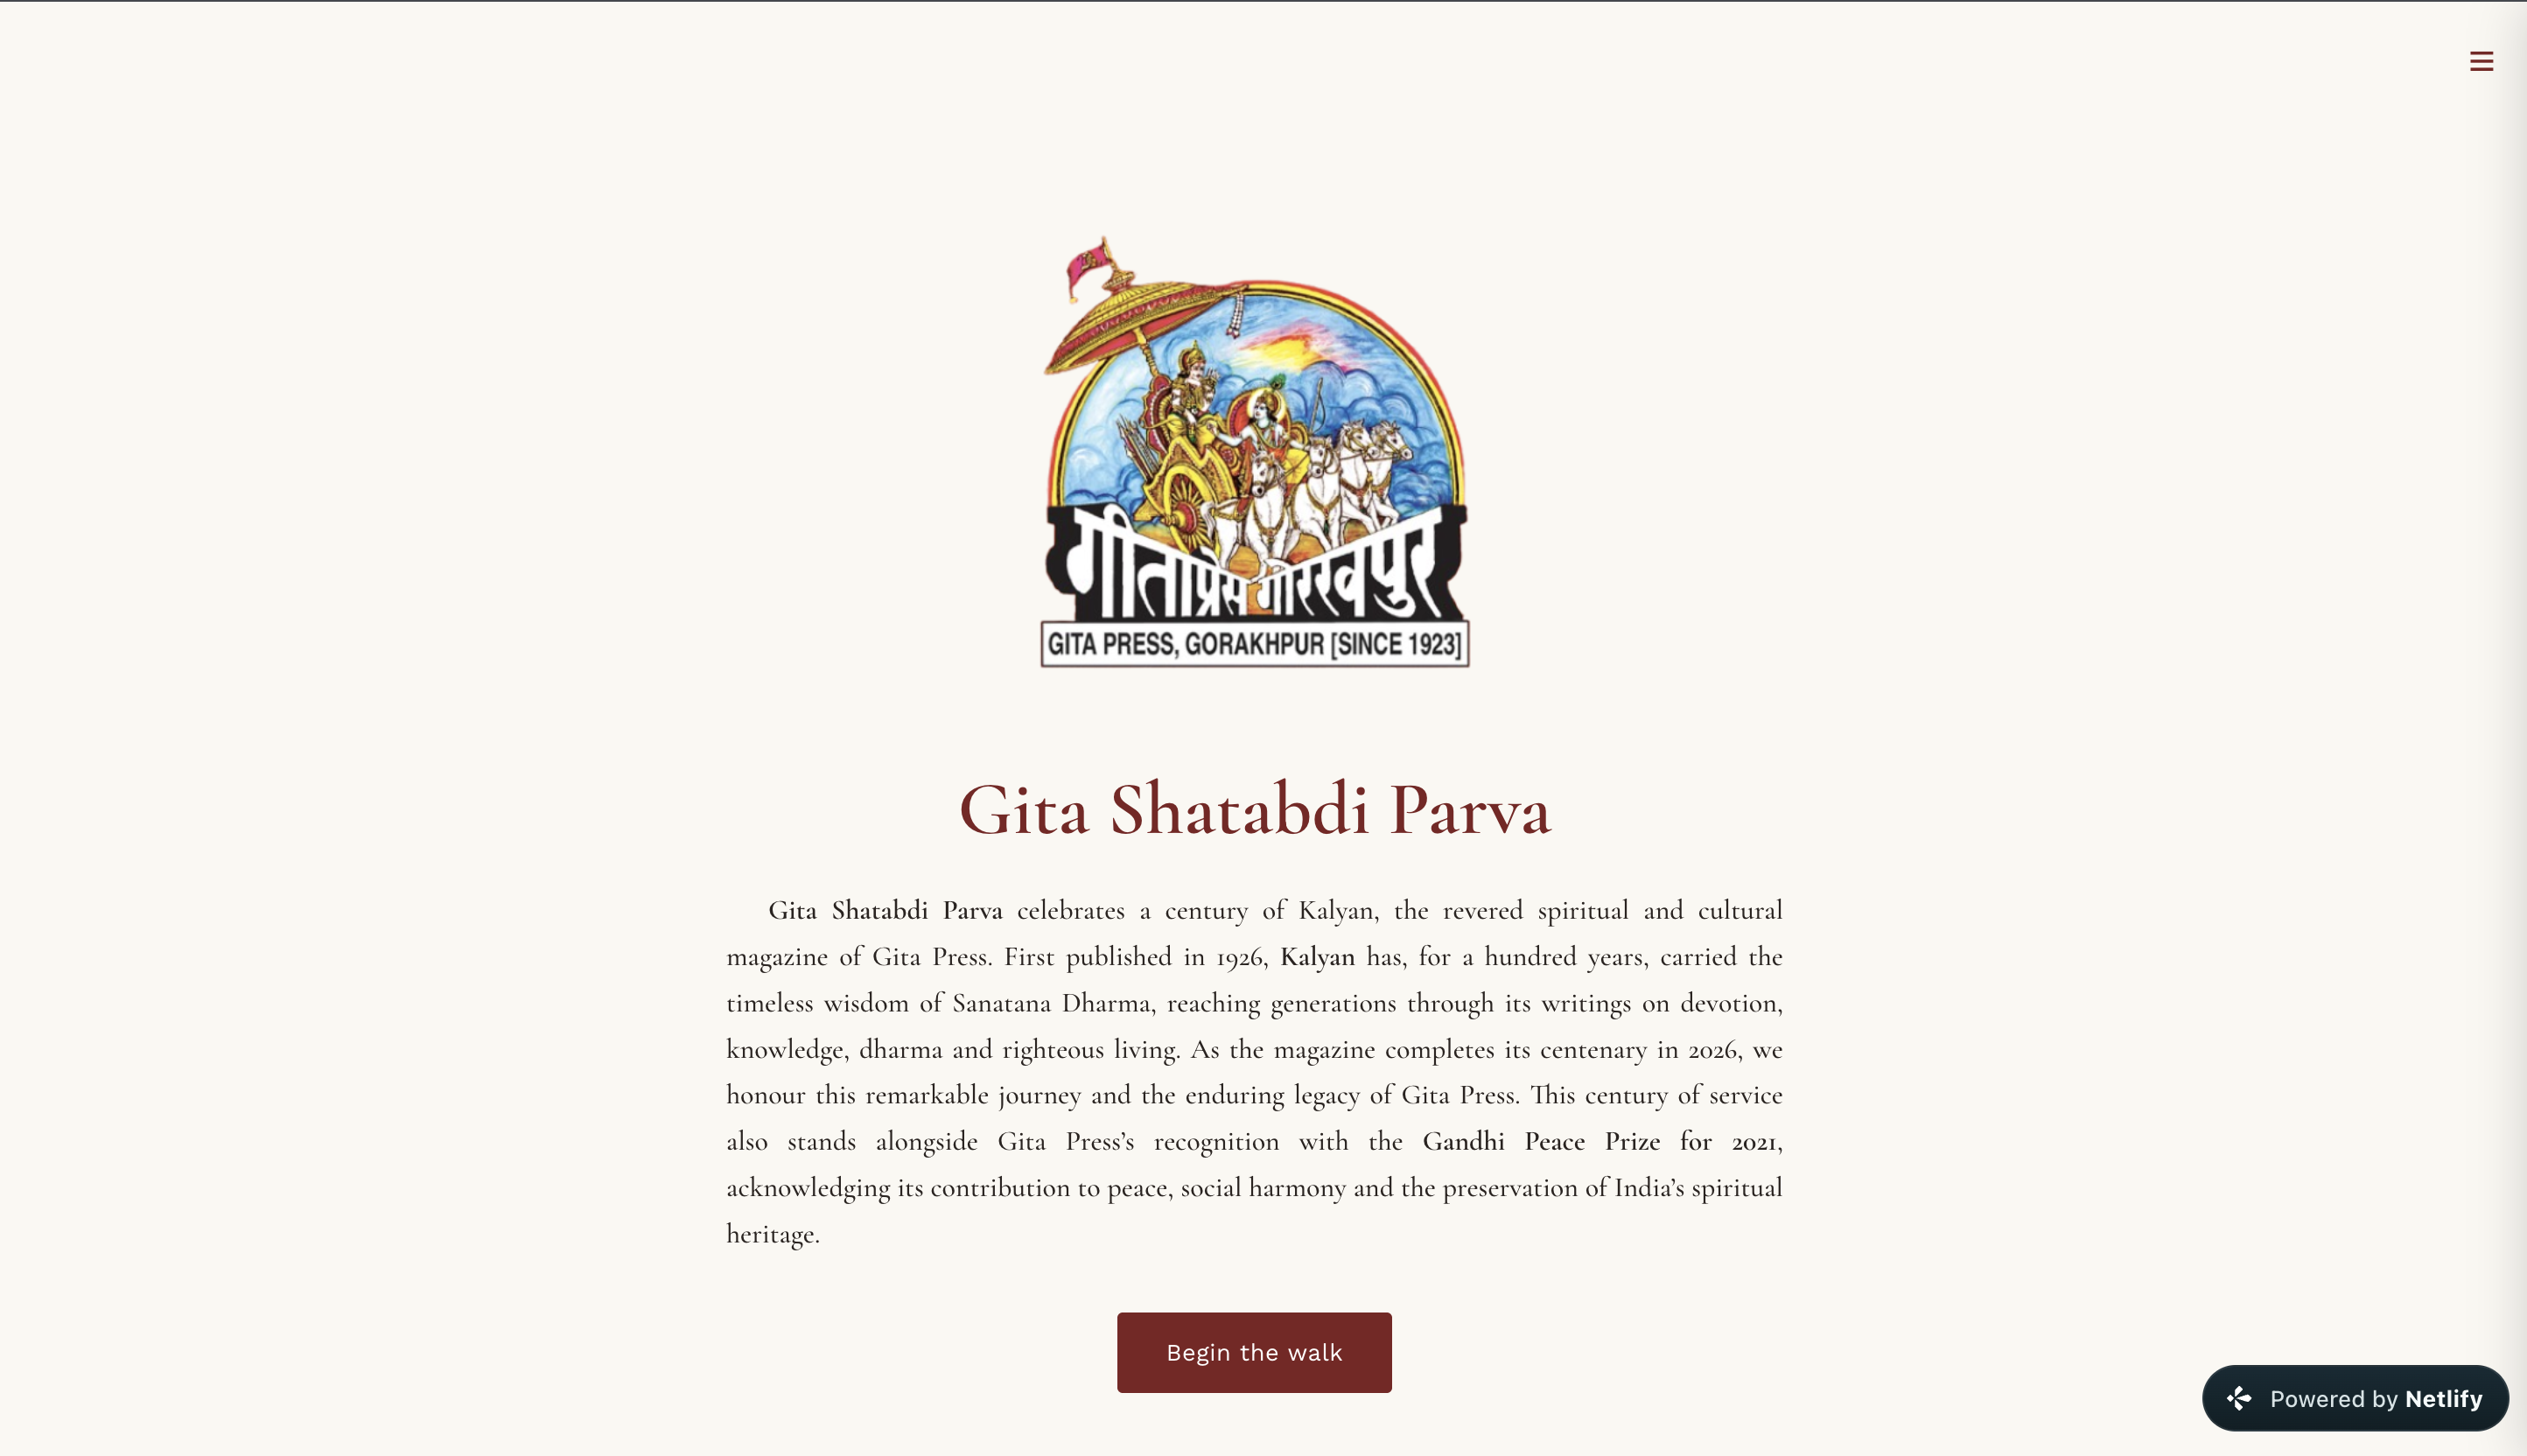 गीताप्रेस गोरखपुर
GITA PRESS, GORAKHPUR [SINCE 1923]
Gita Shatabdi Parva
Gita Shatabdi Parva celebrates a century of Kalyan, the revered spiritual and cultural
magazine of Gita Press. First published in 1926, Kalyan has, for a hundred years, carried the
timeless wisdom of Sanatana Dharma, reaching generations through its writings on devotion,
knowledge, dharma and righteous living. As the magazine completes its centenary in 2026, we
honour this remarkable journey and the enduring legacy of Gita Press. This century of service
also stands alongside Gita Press’s recognition with the Gandhi Peace Prize for 2021,
acknowledging its contribution to peace, social harmony and the preservation of India’s spiritual
heritage.
Begin the walk
Powered by Netlify